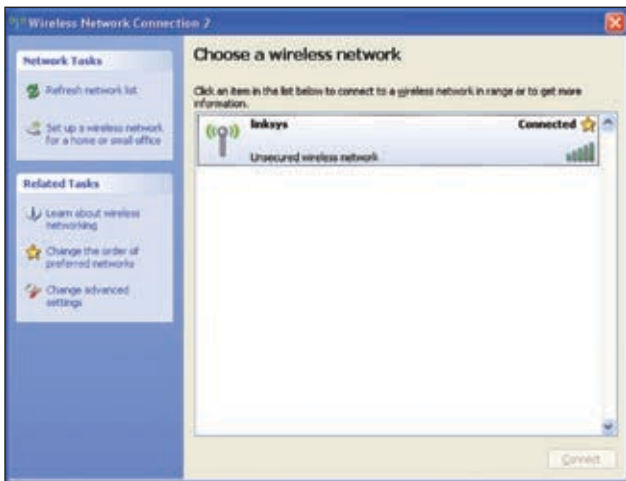 Wireless Network Connection 2
Network Tasks
Refresh network list
Set up a wireless network
for a home or small office
Related Tasks
Learn about wireless
networking
Change the order of
preferred networks
Change advanced
settings
Choose a wireless network
Click an item in the list below to connect to a wireless network in range or to get more
information.
linksys Connected
Unsecured wireless network
Connect